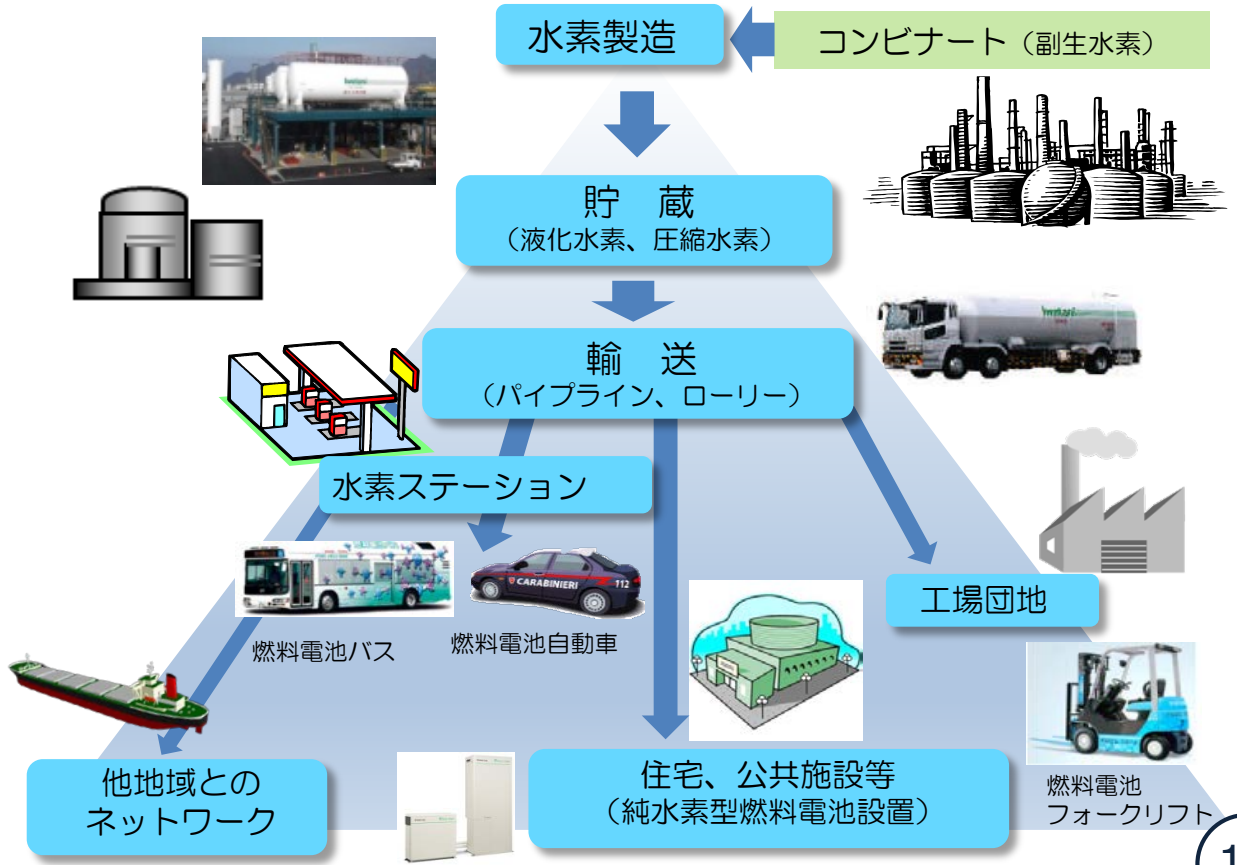 水素製造
コンビナート（副生水素）
Iwatani
貯　蔵
（液化水素、圧縮水素）
Iwatani
輸　送
（パイプライン、ローリー）
水素ステーション
CARABINIERI 112
工場団地
燃料電池バス
燃料電池自動車
他地域との
ネットワーク
住宅、公共施設等
（純水素型燃料電池設置）
燃料電池
フォークリフト
1